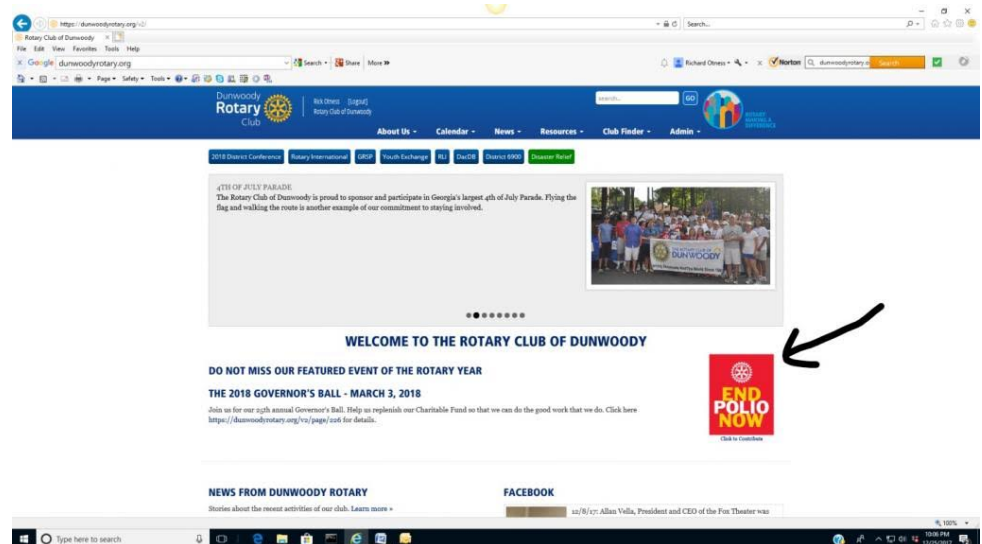 https://dunwoodyrotary.org/v2/
Search...
Rotary Club of Dunwoody
File Edit View Favorites Tools Help
Google dunwoodyrotary.org Search Share More » Richard Otness Norton dunwoodyrotary.o Search
Page Safety Tools
Dunwoody
Rotary
Club
Rick Otness [Logout]
Rotary Club of Dunwoody
search...
GO
ROTARY:
MAKING A
DIFFERENCE
About Us Calendar News Resources Club Finder Admin
2018 District Conference Rotary International GRSP Youth Exchange RLI DacDB District 6900 Disaster Relief
4TH OF JULY PARADE
The Rotary Club of Dunwoody is proud to sponsor and participate in Georgia's largest 4th of July Parade. Flying the
flag and walking the route is another example of our commitment to staying involved.
THE ROTARY CLUB OF
DUNWOODY
WELCOME TO THE ROTARY CLUB OF DUNWOODY
DO NOT MISS OUR FEATURED EVENT OF THE ROTARY YEAR
THE 2018 GOVERNOR'S BALL - MARCH 3, 2018
Join us for our 25th annual Governor's Ball. Help us replenish our Charitable Fund so that we can do the good work that we do. Click here
https://dunwoodyrotary.org/v2/page/226 for details.
END
POLIO
NOW
Click to Contribute
NEWS FROM DUNWOODY ROTARY
Stories about the recent activities of our club. Learn more »
FACEBOOK
12/8/17: Allan Vella, President and CEO of the Fox Theater was
100%
Type here to search
10:06 PM
12/25/2017